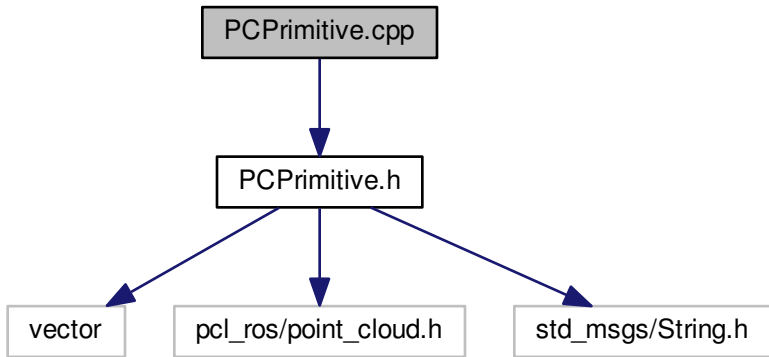 PCPrimitive.cpp
PCPrimitive.h
vector
pcl_ros/point_cloud.h
std_msgs/String.h